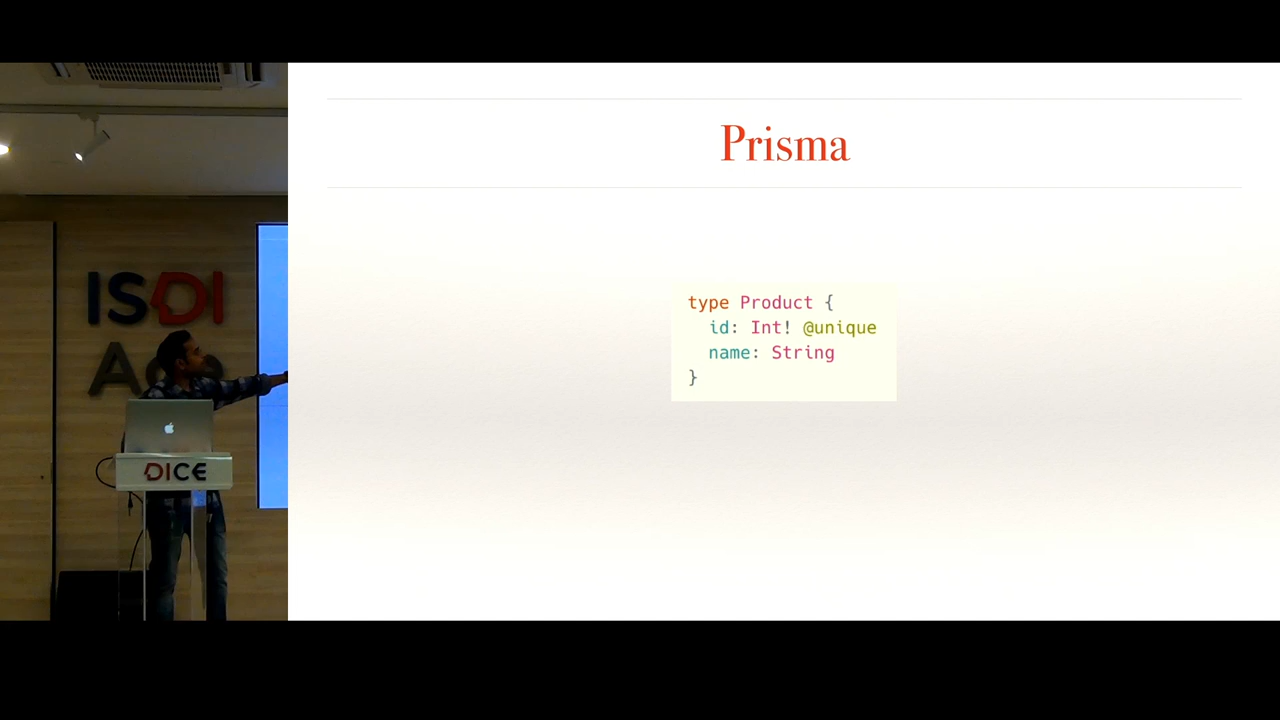 ISDI
DICE
Prisma
type Product {
  id: Int! @unique
  name: String
}